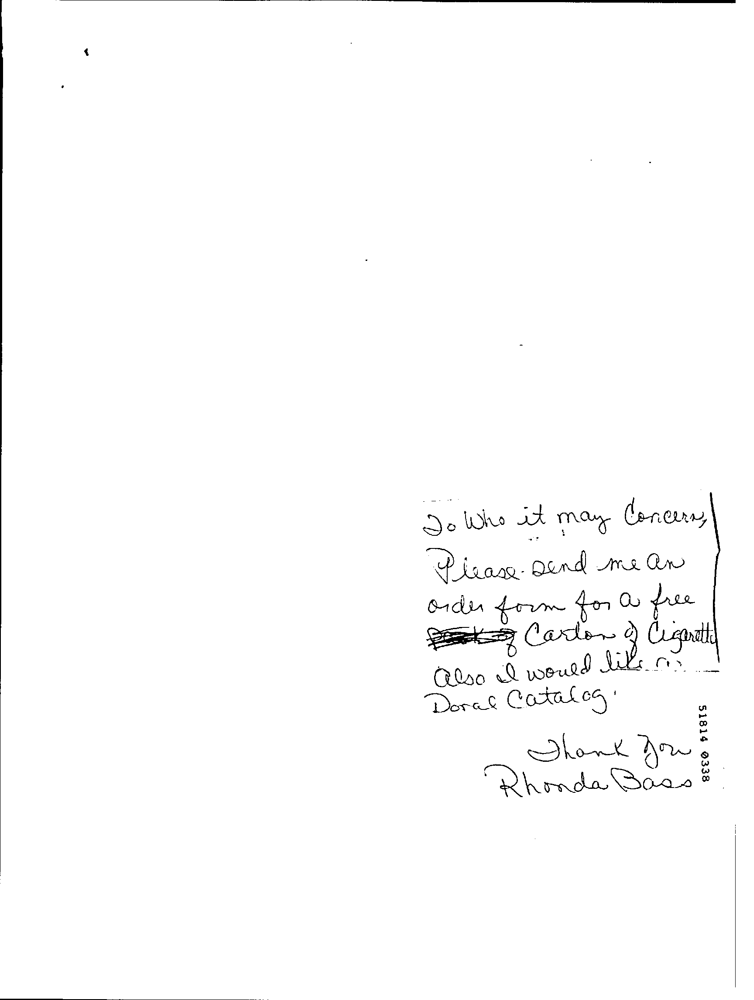 To Who it may Concern,
Please send me an
order form for a free
Carton of Cigarette
also I would like
Doral Catalog.
Thank You
Rhonda Bass
51814 0338